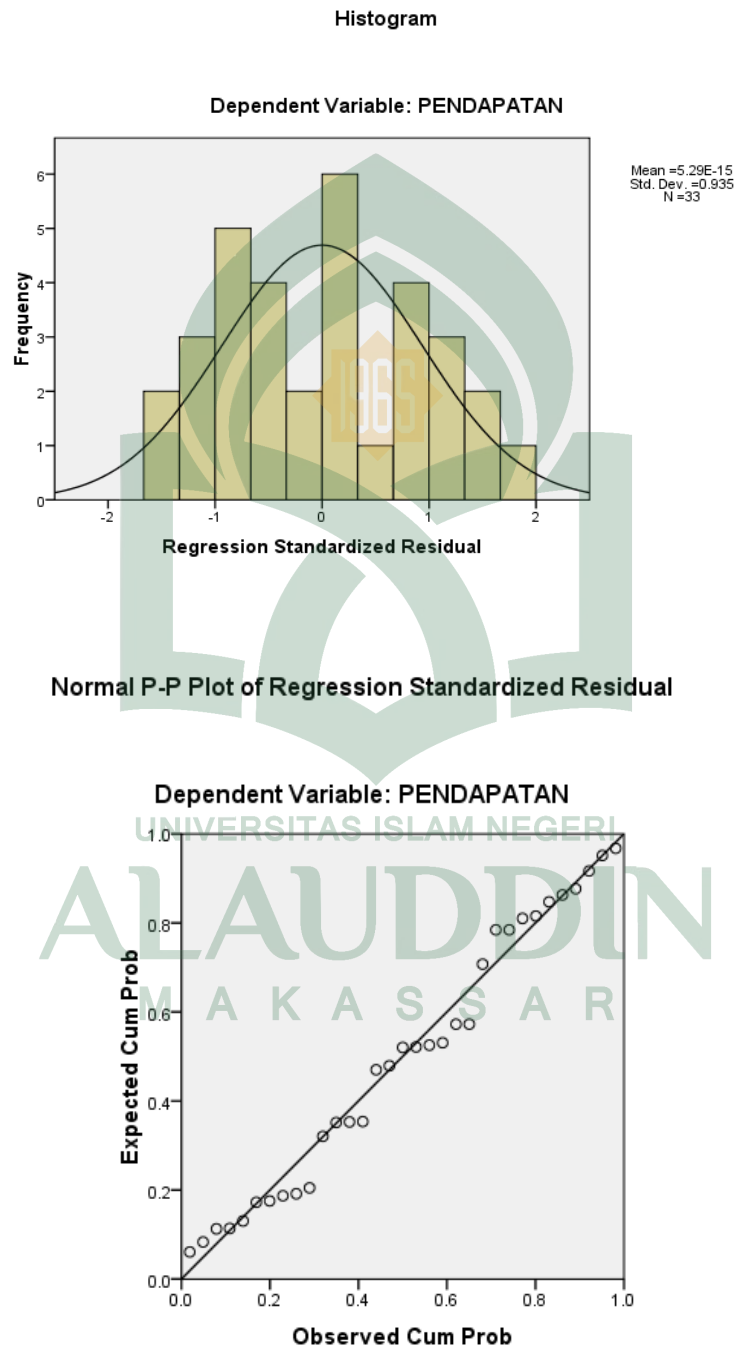 Histogram
Dependent Variable: PENDAPATAN
Mean =5.29E-15
Std. Dev. =0.935
N =33
6
5
4
3
2
1
0
Frequency
1965
-2
-1
0
1
2
Regression Standardized Residual
Normal P-P Plot of Regression Standardized Residual
Dependent Variable: PENDAPATAN
UNIVERSITAS ISLAM NEGERI
ALAUDDIN
MAKASSAR
1.0
0.8
0.6
0.4
0.2
0.0
Expected Cum Prob
0.0
0.2
0.4
0.6
0.8
1.0
Observed Cum Prob